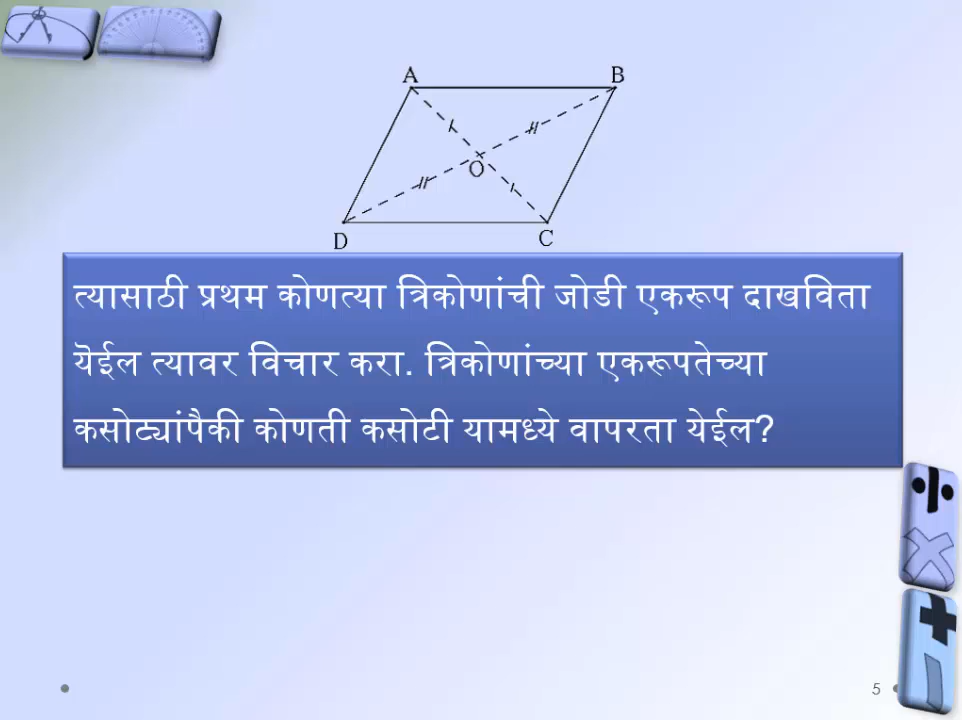 A B
O
D C
त्यासाठी प्रथम कोणत्या त्रिकोणांची जोडी एकरूप दाखविता
यॆईल त्यावर विचार करा. त्रिकोणांच्या एकरूपतेच्या
कसोट्यांपैकी कोणती कसोटी यामध्ये वापरता येईल?
5